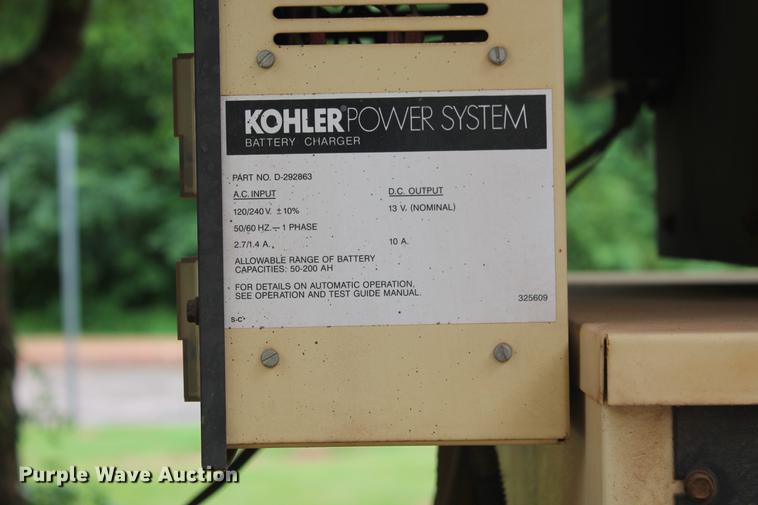 KOHLER® POWER SYSTEM
BATTERY CHARGER
PART NO. D-292863
A.C. INPUT D.C. OUTPUT
120/240 V. ±10% 13 V. (NOMINAL)
50/60 HZ.–1 PHASE
2.7/1.4 A. 10 A.
ALLOWABLE RANGE OF BATTERY
CAPACITIES: 50-200 AH
FOR DETAILS ON AUTOMATIC OPERATION,
SEE OPERATION AND TEST GUIDE MANUAL.
325609
S-C
Purple Wave Auction